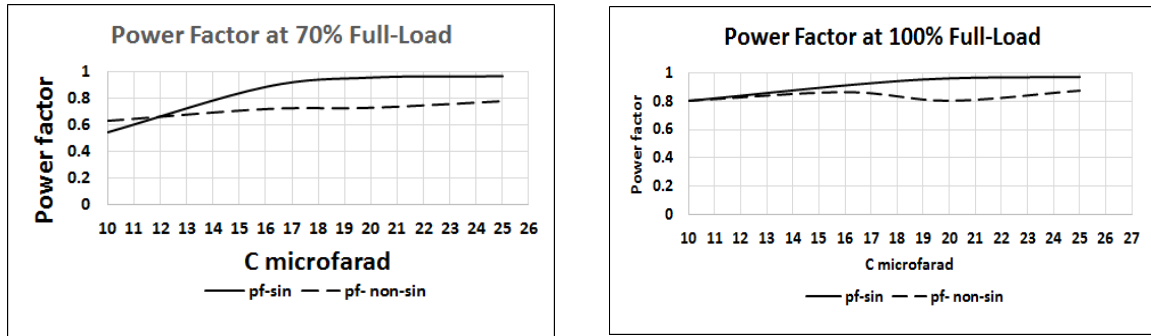 Power Factor at 70% Full-Load
Power factor
1
0.8
0.6
0.4
0.2
0
10 11 12 13 14 15 16 17 18 19 20 21 22 23 24 25 26
C microfarad
pf-sin pf- non-sin
Power Factor at 100% Full-Load
Power factor
1
0.8
0.6
0.4
0.2
0
10 11 12 13 14 15 16 17 18 19 20 21 22 23 24 25 26 27
C microfarad
pf-sin pf- non-sin